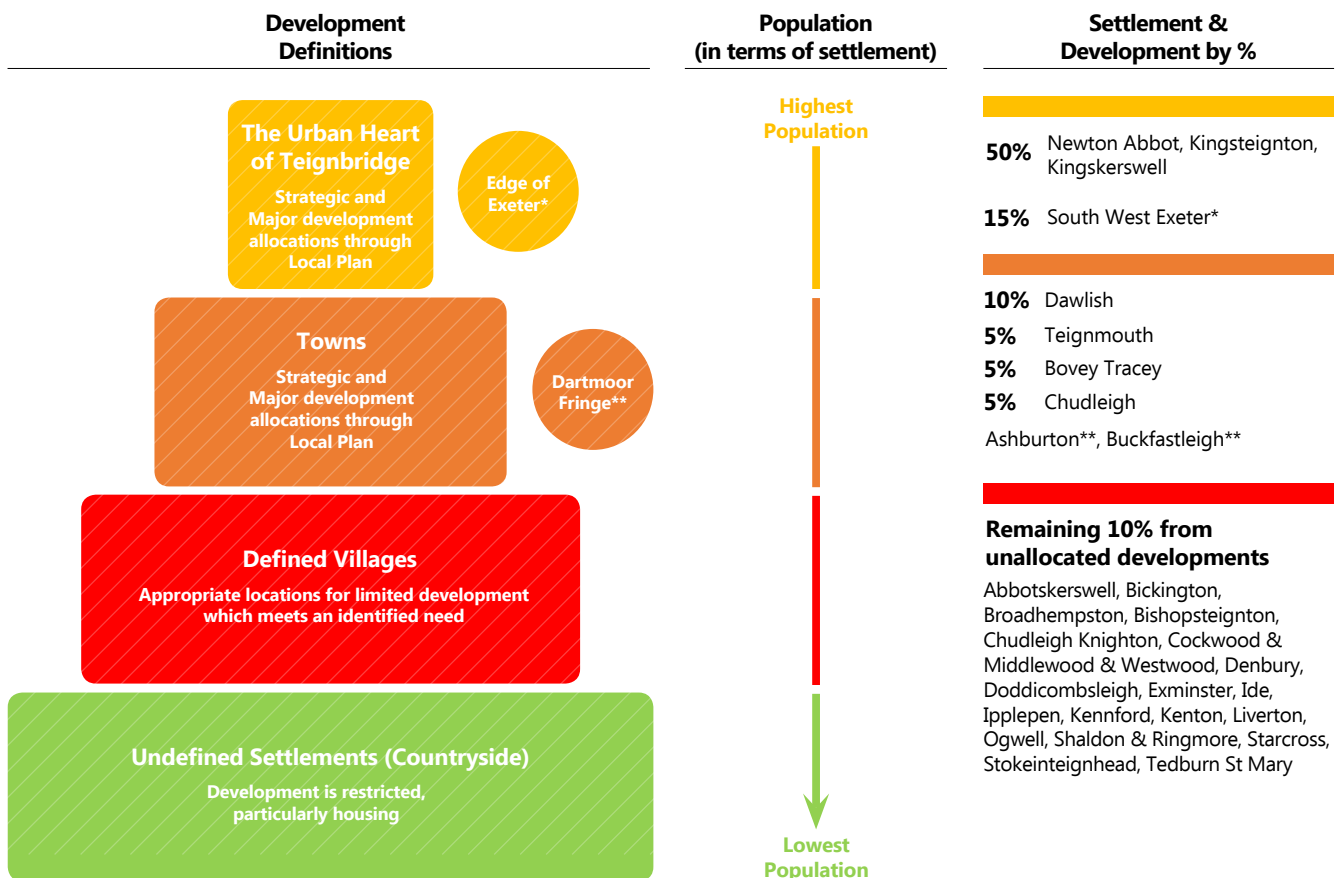 Development
Definitions
Population
(in terms of settlement)
Settlement &
Development by %
The Urban Heart
of Teignbridge
Strategic and
Major development
allocations through
Local Plan
Edge of
Exeter*
Towns
Strategic and
Major development
allocations through
Local Plan
Dartmoor
Fringe**
Defined Villages
Appropriate locations for limited development
which meets an identified need
Undefined Settlements (Countryside)
Development is restricted,
particularly housing
Highest
Population
Lowest
Population
50% Newton Abbot, Kingsteignton,
Kingskerswell
15% South West Exeter*
10% Dawlish
5% Teignmouth
5% Bovey Tracey
5% Chudleigh
Ashburton**, Buckfastleigh**
Remaining 10% from
unallocated developments
Abbotskerswell, Bickington,
Broadhempston, Bishopsteignton,
Chudleigh Knighton, Cockwood &
Middlewood & Westwood, Denbury,
Doddicombsleigh, Exminster, Ide,
Ipplepen, Kennford, Kenton, Liverton,
Ogwell, Shaldon & Ringmore, Starcross,
Stokeinteignhead, Tedburn St Mary